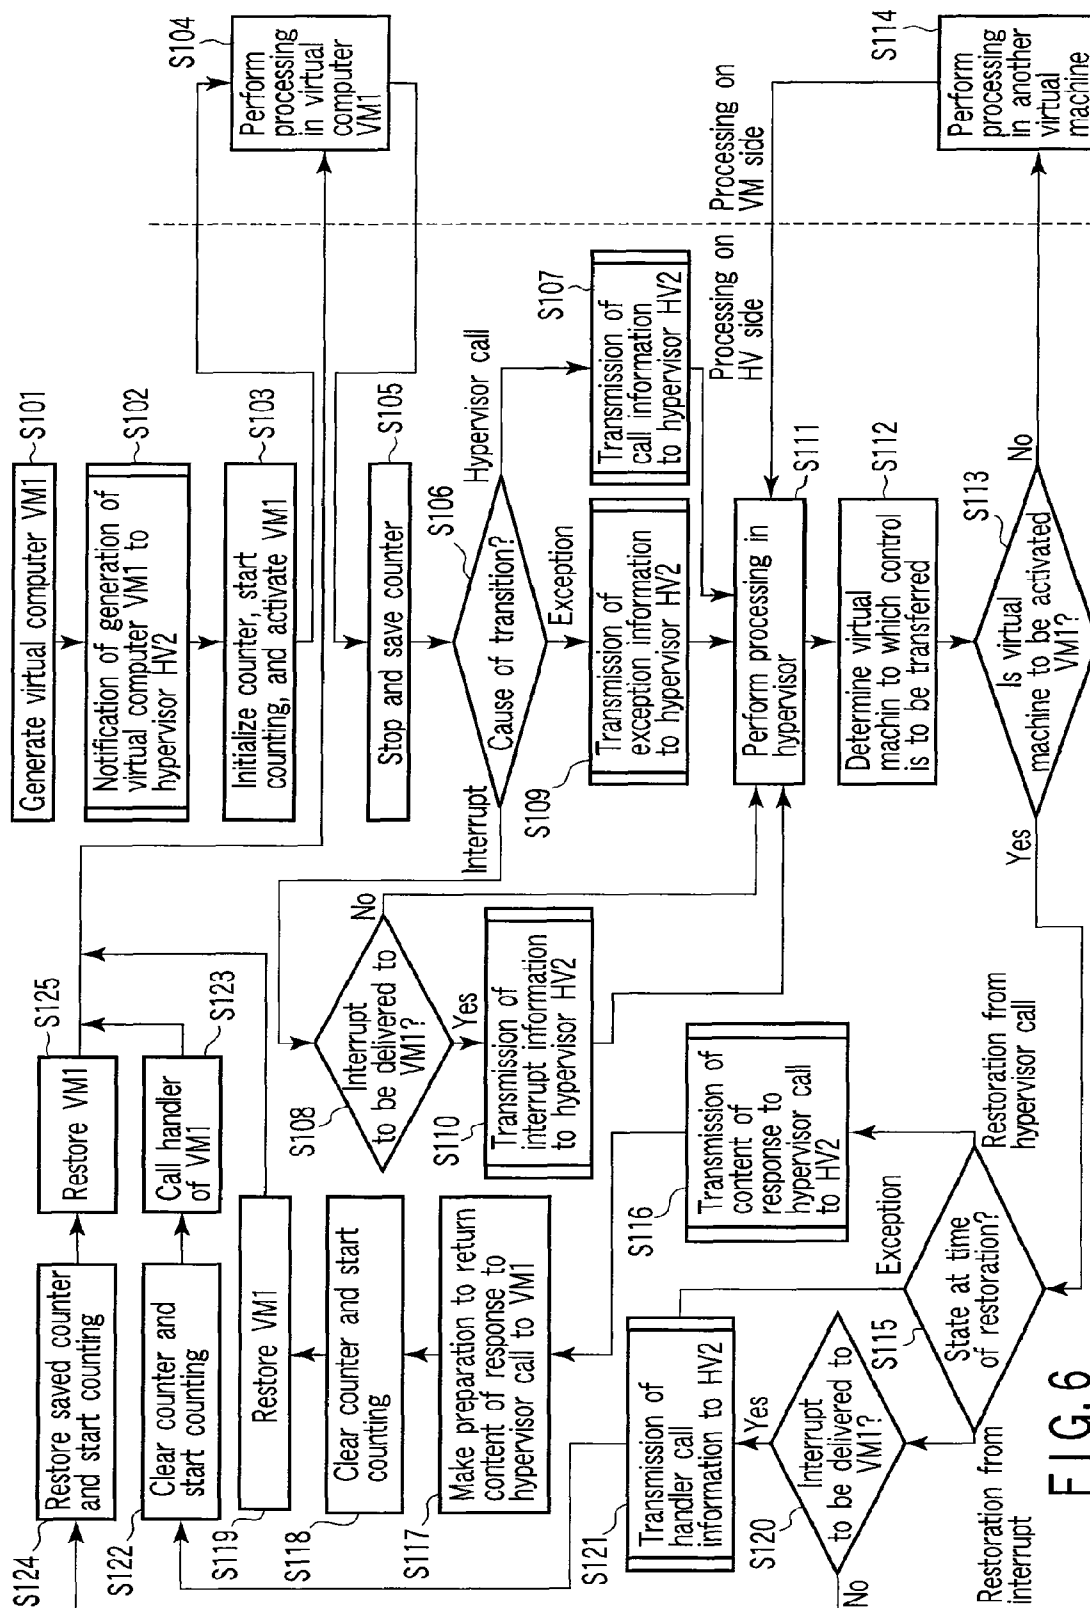 Generate virtual computer VM1
S101
Notification of generation of
virtual computer VM1 to
hypervisor HV2
S102
Initialize counter, start
counting, and activate VM1
S103
S104
Perform
processing
in virtual
computer
VM1
Stop and save counter
S105
Cause of transition?
S106
Interrupt
Exception
Hypervisor call
S107
Transmission of
call information
to hypervisor HV2
S109
Transmission of
exception information
to hypervisor HV2
S108
Interrupt
to be delivered to
VM1?
No
Yes
S110
Transmission of
interrupt information
to hypervisor HV2
Processing on
HV side
Processing on
VM side
Perform processing in
hypervisor
S111
Determine virtual
machin to which control
is to be transferred
S112
S113
Is virtual
machine to be activated
VM1?
No
Yes
S114
Perform
processing
in another
virtual
machine
S115
State at time
of restoration?
Exception
Restoration from
hypervisor call
Restoration from
interrupt
S116
Transmission of
content of
response to
hypervisor call
to HV2
S117
Make preparation to return
content of response to
hypervisor call to VM1
S118
Clear counter and start
counting
S119
Restore VM1
S120
Interrupt
to be delivered to
VM1?
Yes
No
S121
Transmission of
handler call
information to HV2
S122
Clear counter and
start counting
S123
Call handler
of VM1
S124
Restore saved counter
and start counting
S125
Restore VM1
FIG. 6